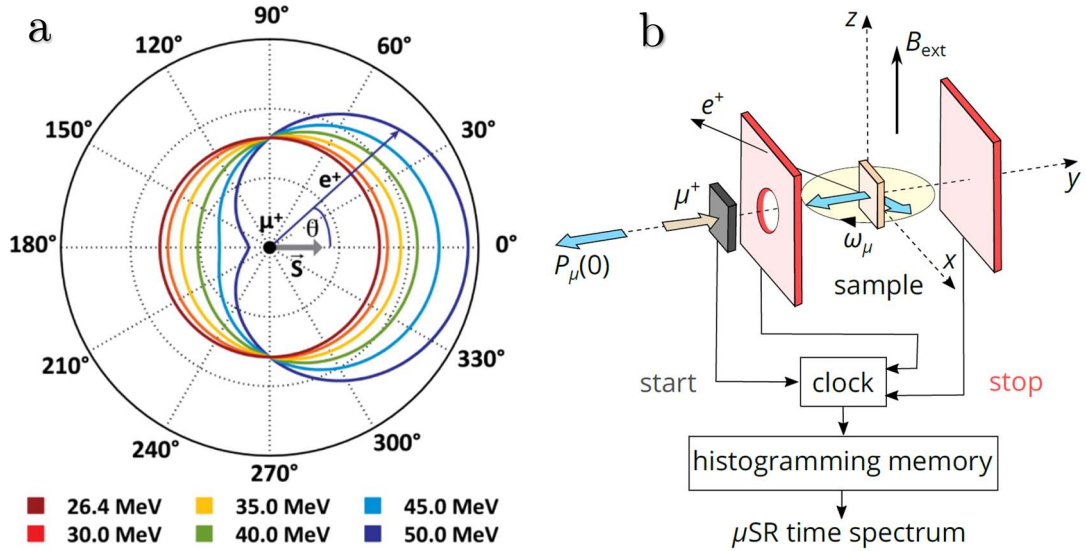 a
90°
120°
60°
150°
30°
e⁺
μ⁺
θ
180°
0°
S⃗
210°
330°
240°
300°
270°
26.4 MeV
35.0 MeV
45.0 MeV
30.0 MeV
40.0 MeV
50.0 MeV
b
z
B_ext
e⁺
y
μ⁺
P_μ(0)
ω_μ
x
sample
start
clock
stop
histogramming memory
μSR time spectrum